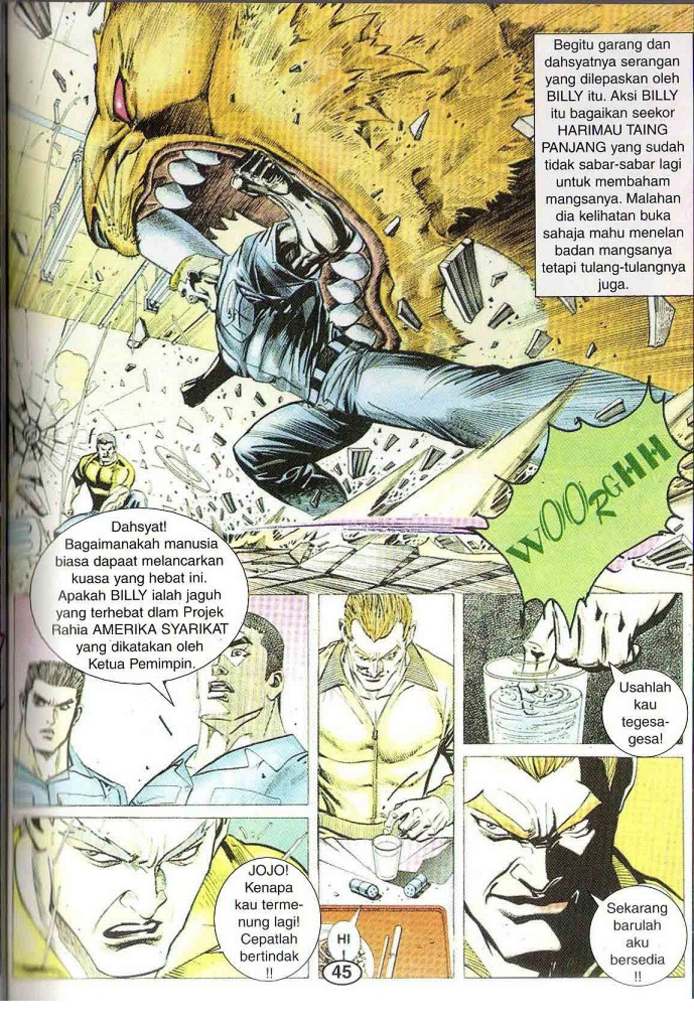 Begitu garang dan
dahsyatnya serangan
yang dilepaskan oleh
BILLY itu. Aksi BILLY
itu bagaikan seekor
HARIMAU TAING
PANJANG yang sudah
tidak sabar-sabar lagi
untuk membaham
mangsanya. Malahan
dia kelihatan buka
sahaja mahu menelan
badan mangsanya
tetapi tulang-tulangnya
juga.
WOORGHHH
Dahsyat!
Bagaimanakah manusia
biasa dapaat melancarkan
kuasa yang hebat ini.
Apakah BILLY ialah jaguh
yang terhebat dlam Projek
Rahia AMERIKA SYARIKAT
yang dikatakan oleh
Ketua Pemimpin.
Usahlah
kau
tegesa-
gesa!
JOJO!
Kenapa
kau terme-
nung lagi!
Cepatlah
bertindak
!!
HI
!
Sekarang
barulah
aku
bersedia
!!
45